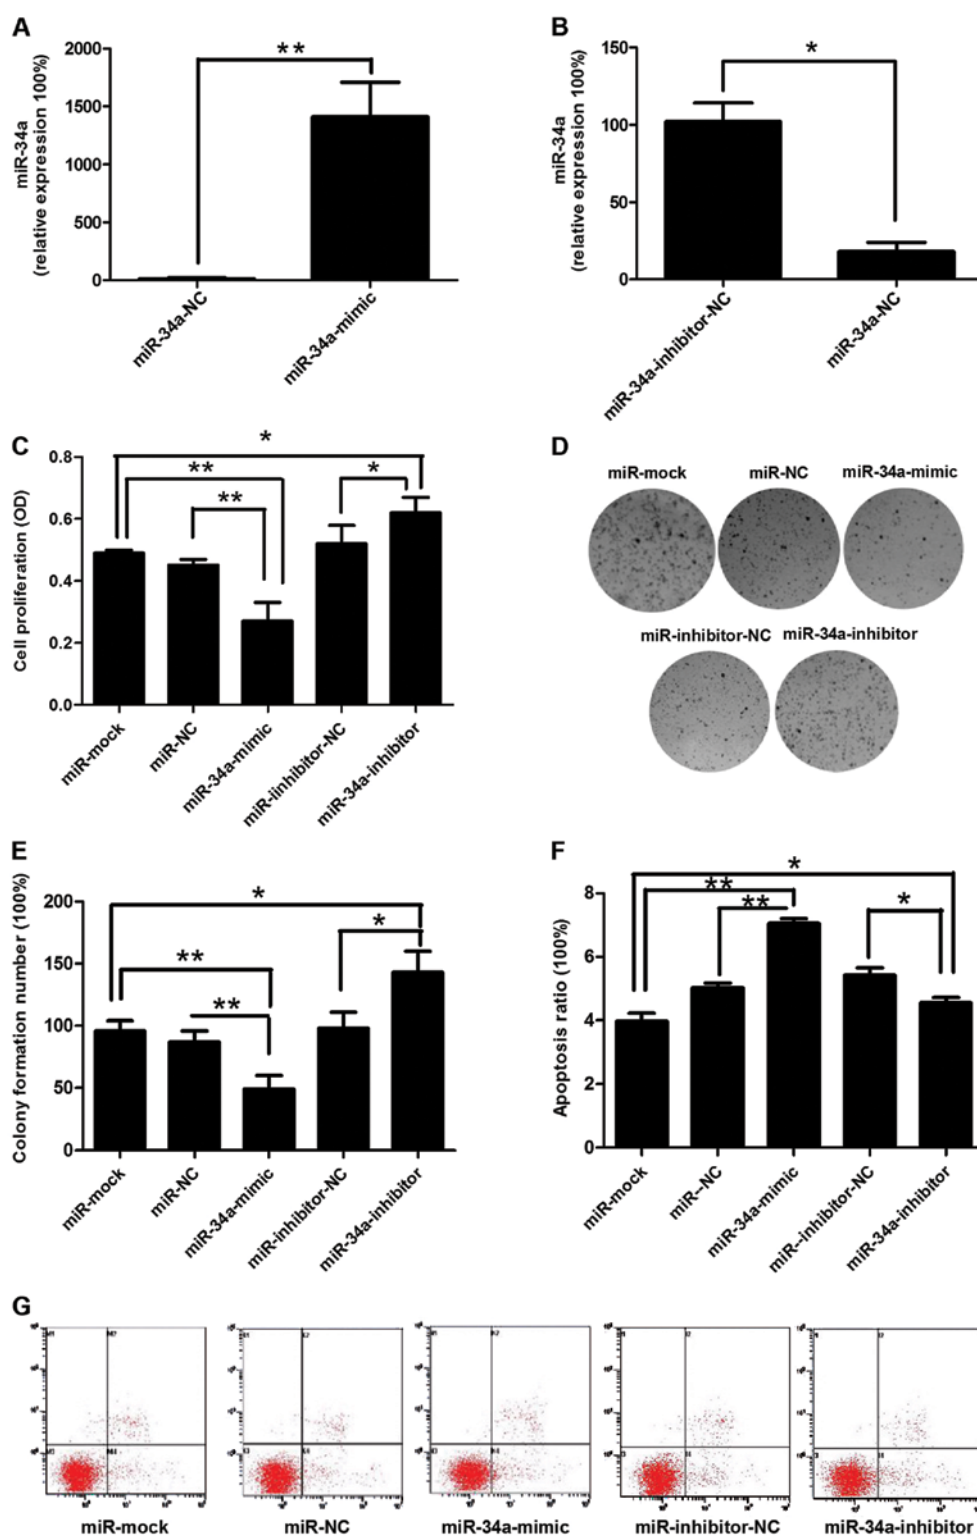 A
B
2000
1500
1000
500
0
miR-34a
(relative expression 100%)
**
miR-34a-NC
miR-34a-mimic
150
100
50
0
miR-34a
(relative expression 100%)
*
miR-34a-inhibitor-NC
miR-34a-NC
C
0.8
0.6
0.4
0.2
0.0
Cell proliferation (OD)
*
**
**
*
miR-mock
miR-NC
miR-34a-mimic
miR-iinhibitor-NC
miR-34a-inhibitor
D
miR-mock
miR-NC
miR-34a-mimic
miR-inhibitor-NC
miR-34a-inhibitor
E
200
150
100
50
0
Colony formation number (100%)
*
**
**
*
miR-mock
miR-NC
miR-34a-mimic
miR-inhibitor-NC
miR-34a-inhibitor
F
8
6
4
2
0
Apoptosis ratio (100%)
*
**
**
*
miR-mock
miR--NC
miR-34a-mimic
miR--inhibitor-NC
miR-34a-inhibitor
G
miR-mock
miR-NC
miR-34a-mimic
miR-inhibitor-NC
miR-34a-inhibitor